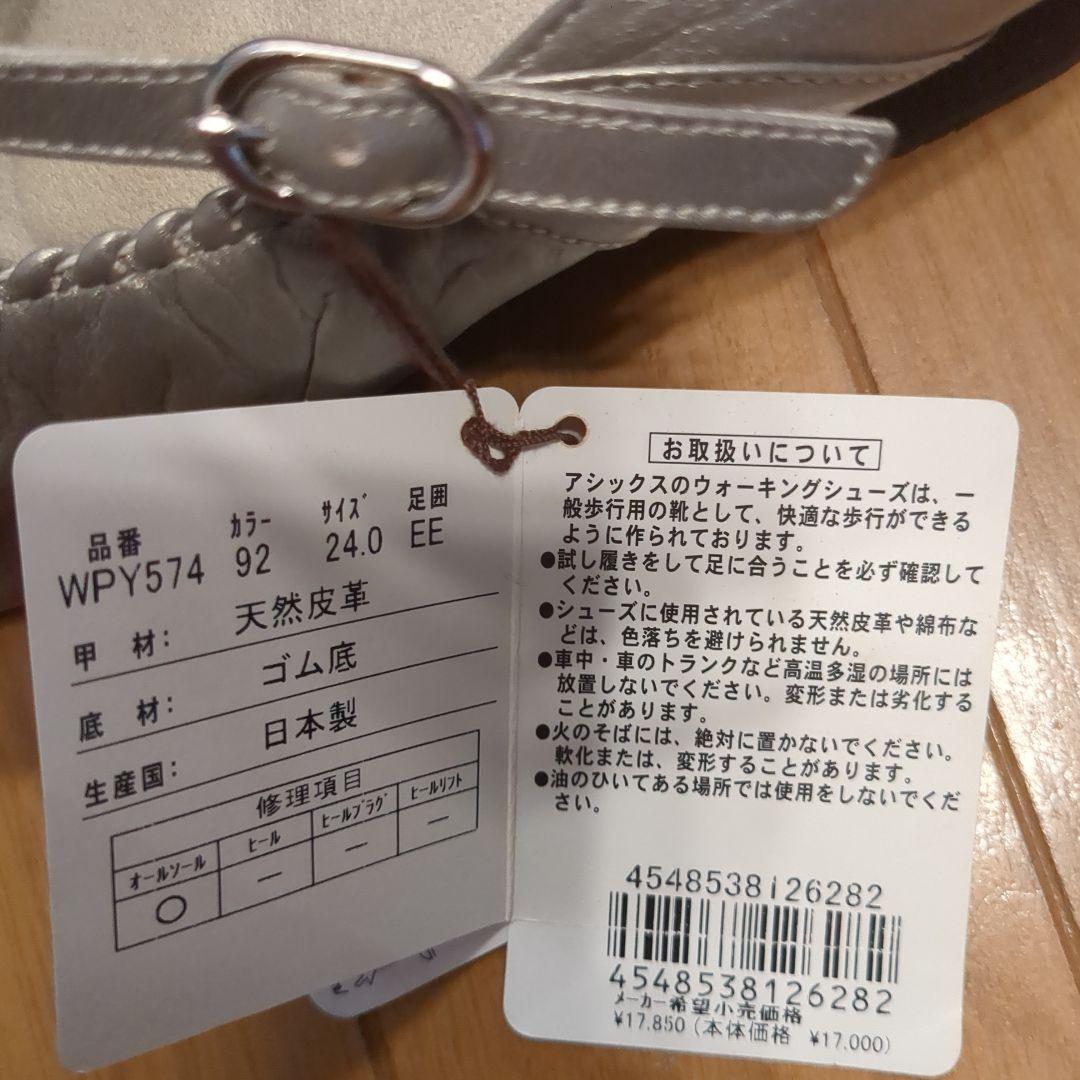 品番 カラー サイズ 足囲
WPY574 92 24.0 EE
甲 材: 天然皮革
底 材: ゴム底
生産国: 日本製
修理項目
オールソール ヒール ヒールプラグ ヒールリフト
○ ー ー ー
お取扱いについて
アシックスのウォーキングシューズは、一
般歩行用の靴として、快適な歩行ができる
ように作られております。
●試し履きをして足に合うことを必ず確認して
ください。
●シューズに使用されている天然皮革や綿布な
どは、色落ちを避けられません。
●車中・車のトランクなど高温多湿の場所には
放置しないでください。変形または劣化する
ことがあります。
●火のそばには、絶対に置かないでください。
軟化または、変形することがあります。
●油のひいてある場所では使用をしないでくだ
さい。
4548538126282
4548538126282
メーカー希望小売価格
¥17.850(本体価格 ¥17.000)